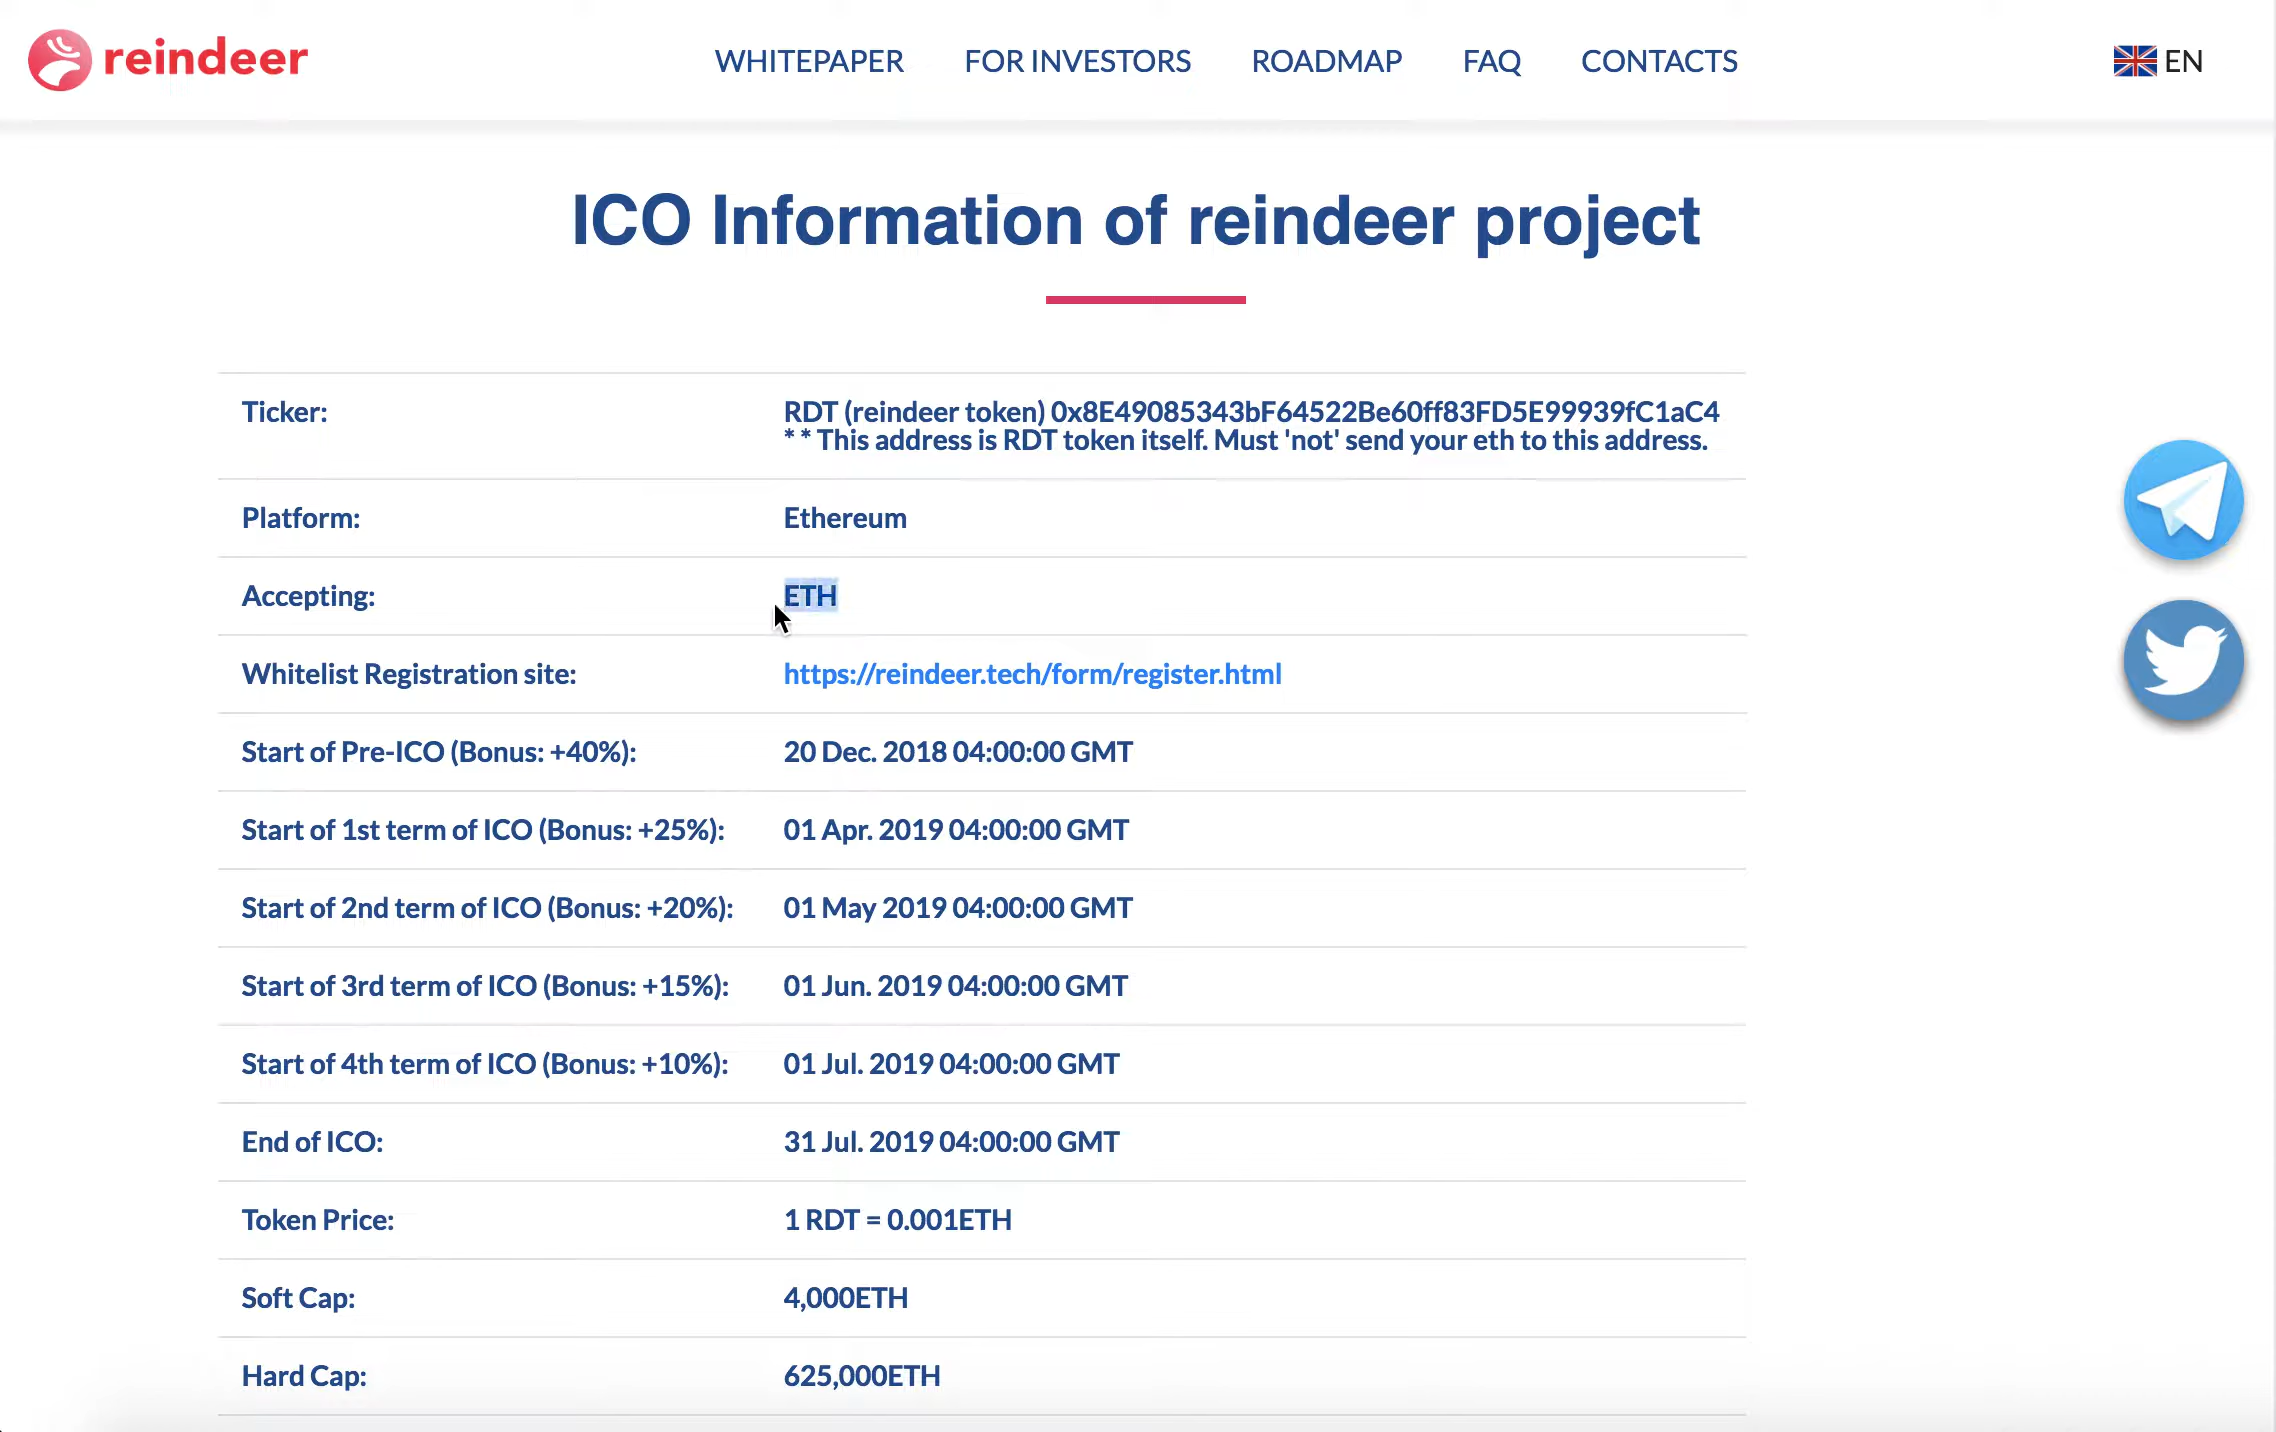 reindeer
WHITEPAPER FOR INVESTORS ROADMAP FAQ CONTACTS EN
ICO Information of reindeer project
Ticker: RDT (reindeer token) 0x8E49085343bF64522Be60ff83FD5E99939fC1aC4
* * This address is RDT token itself. Must 'not' send your eth to this address.
Platform: Ethereum
Accepting: ETH
Whitelist Registration site: https://reindeer.tech/form/register.html
Start of Pre-ICO (Bonus: +40%): 20 Dec. 2018 04:00:00 GMT
Start of 1st term of ICO (Bonus: +25%): 01 Apr. 2019 04:00:00 GMT
Start of 2nd term of ICO (Bonus: +20%): 01 May 2019 04:00:00 GMT
Start of 3rd term of ICO (Bonus: +15%): 01 Jun. 2019 04:00:00 GMT
Start of 4th term of ICO (Bonus: +10%): 01 Jul. 2019 04:00:00 GMT
End of ICO: 31 Jul. 2019 04:00:00 GMT
Token Price: 1 RDT = 0.001ETH
Soft Cap: 4,000ETH
Hard Cap: 625,000ETH